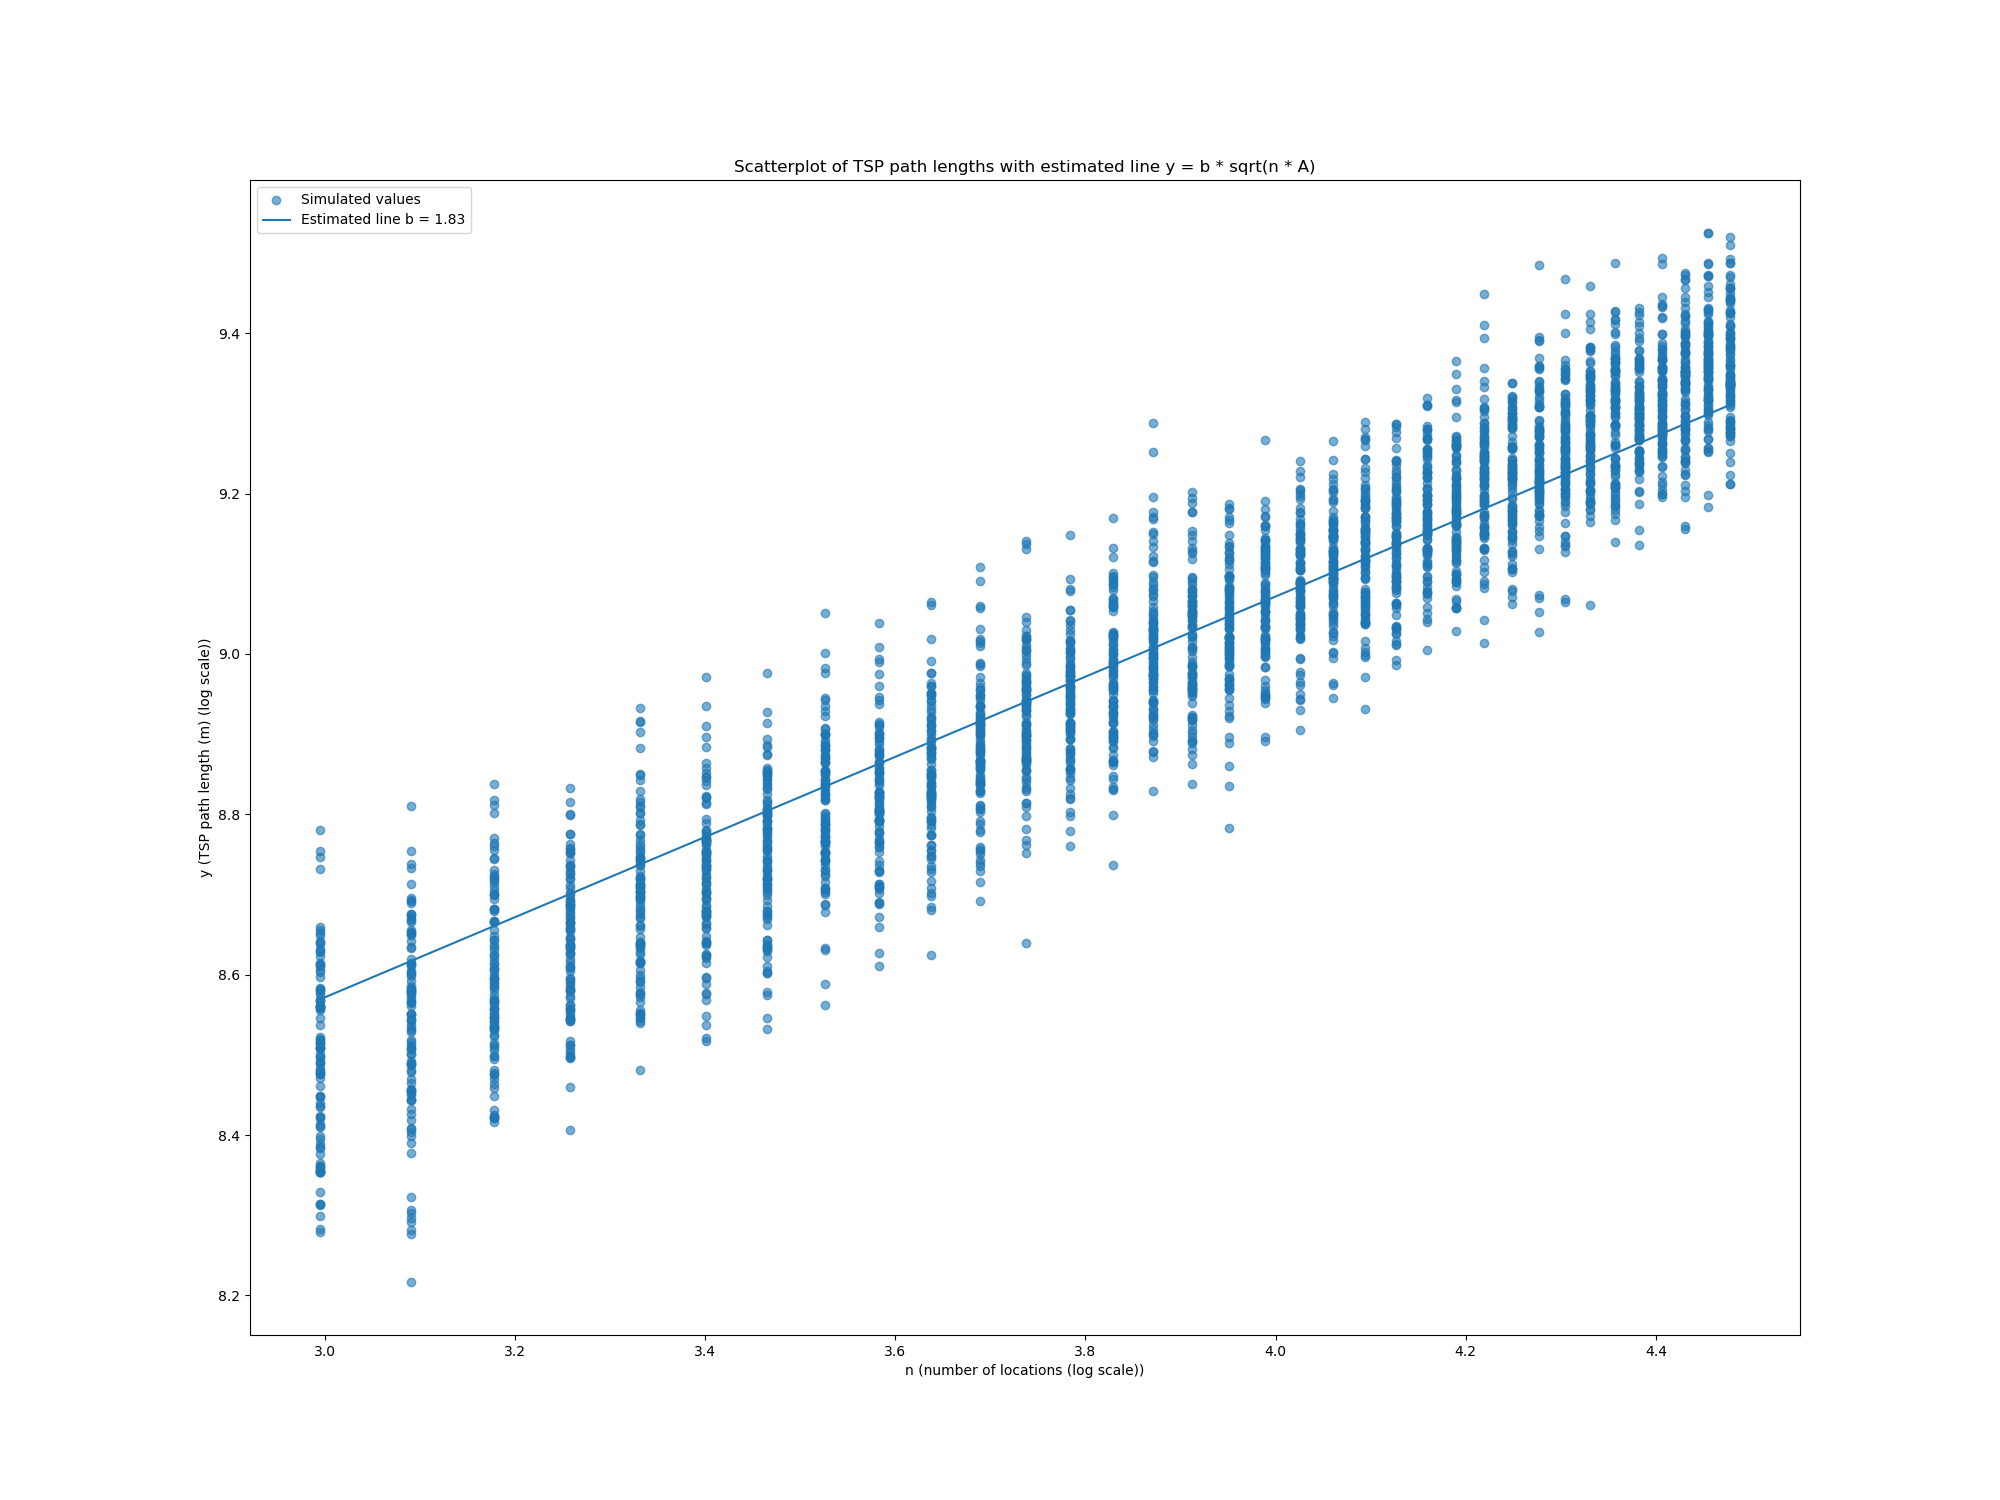 Scatterplot of TSP path lengths with estimated line y = b * sqrt(n * A)
Simulated values
Estimated line b = 1.83
y (TSP path length (m) (log scale))
9.4
9.2
9.0
8.8
8.6
8.4
8.2
3.0 3.2 3.4 3.6 3.8 4.0 4.2 4.4
n (number of locations (log scale))